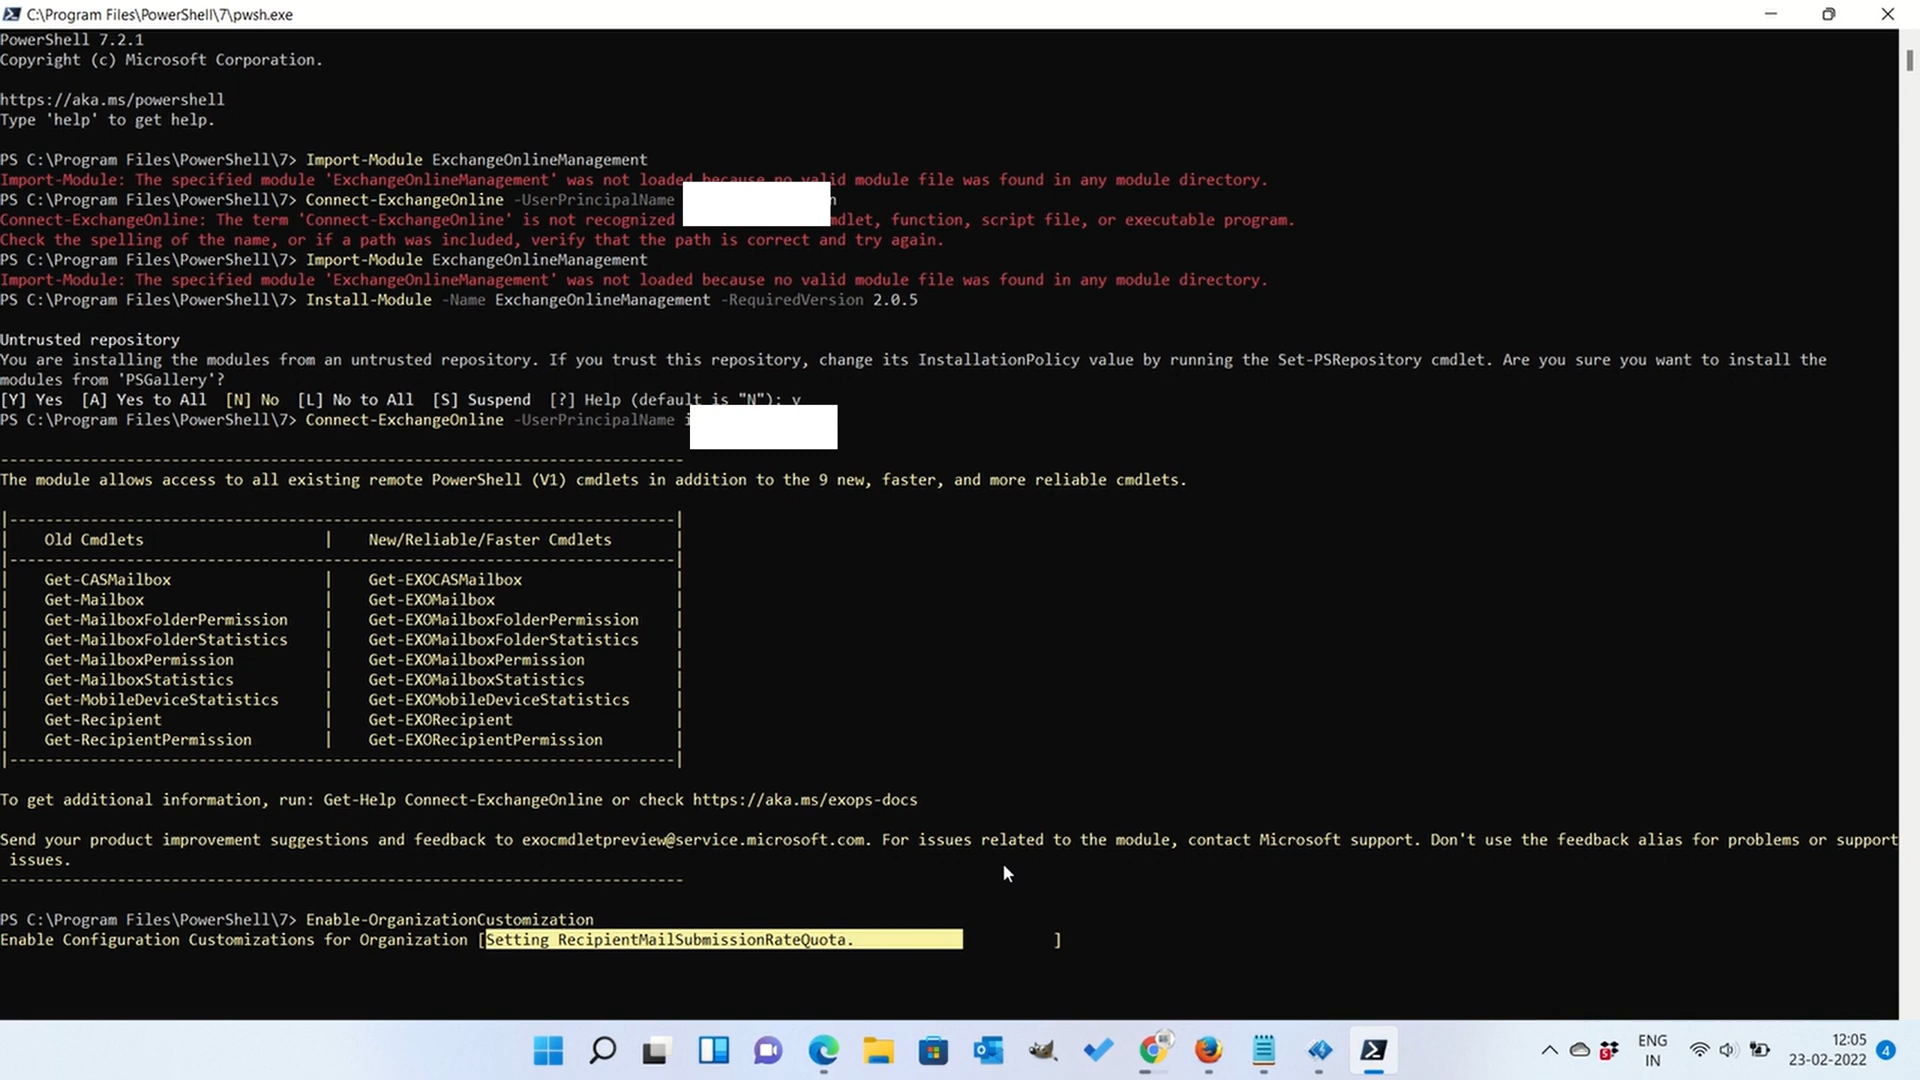 C:\Program Files\PowerShell\7\pwsh.exe
PowerShell 7.2.1
Copyright (c) Microsoft Corporation.
https://aka.ms/powershell
Type 'help' to get help.
PS C:\Program Files\PowerShell\7> Import-Module ExchangeOnlineManagement
Import-Module: The specified module 'ExchangeOnlineManagement' was not loaded because no valid module file was found in any module directory.
PS C:\Program Files\PowerShell\7> Connect-ExchangeOnline -UserPrincipalName
Connect-ExchangeOnline: The term 'Connect-ExchangeOnline' is not recognized mdlet, function, script file, or executable program.
Check the spelling of the name, or if a path was included, verify that the path is correct and try again.
PS C:\Program Files\PowerShell\7> Import-Module ExchangeOnlineManagement
Import-Module: The specified module 'ExchangeOnlineManagement' was not loaded because no valid module file was found in any module directory.
PS C:\Program Files\PowerShell\7> Install-Module -Name ExchangeOnlineManagement -RequiredVersion 2.0.5
Untrusted repository
You are installing the modules from an untrusted repository. If you trust this repository, change its InstallationPolicy value by running the Set-PSRepository cmdlet. Are you sure you want to install the
modules from 'PSGallery'?
[Y] Yes [A] Yes to All [N] No [L] No to All [S] Suspend [?] Help (default is "N"): y
PS C:\Program Files\PowerShell\7> Connect-ExchangeOnline -UserPrincipalName i
----------------------------------------------------------------------------
The module allows access to all existing remote PowerShell (V1) cmdlets in addition to the 9 new, faster, and more reliable cmdlets.
|--------------------------------------------------------------------------|
| Old Cmdlets | New/Reliable/Faster Cmdlets |
|--------------------------------------------------------------------------|
| Get-CASMailbox | Get-EXOCASMailbox |
| Get-Mailbox | Get-EXOMailbox |
| Get-MailboxFolderPermission | Get-EXOMailboxFolderPermission |
| Get-MailboxFolderStatistics | Get-EXOMailboxFolderStatistics |
| Get-MailboxPermission | Get-EXOMailboxPermission |
| Get-MailboxStatistics | Get-EXOMailboxStatistics |
| Get-MobileDeviceStatistics | Get-EXOMobileDeviceStatistics |
| Get-Recipient | Get-EXORecipient |
| Get-RecipientPermission | Get-EXORecipientPermission |
|--------------------------------------------------------------------------|
To get additional information, run: Get-Help Connect-ExchangeOnline or check https://aka.ms/exops-docs
Send your product improvement suggestions and feedback to exocmdletpreview@service.microsoft.com. For issues related to the module, contact Microsoft support. Don't use the feedback alias for problems or support
issues.
----------------------------------------------------------------------------
PS C:\Program Files\PowerShell\7> Enable-OrganizationCustomization
Enable Configuration Customizations for Organization [Setting RecipientMailSubmissionRateQuota. ]
ENG
IN
12:05
23-02-2022
4